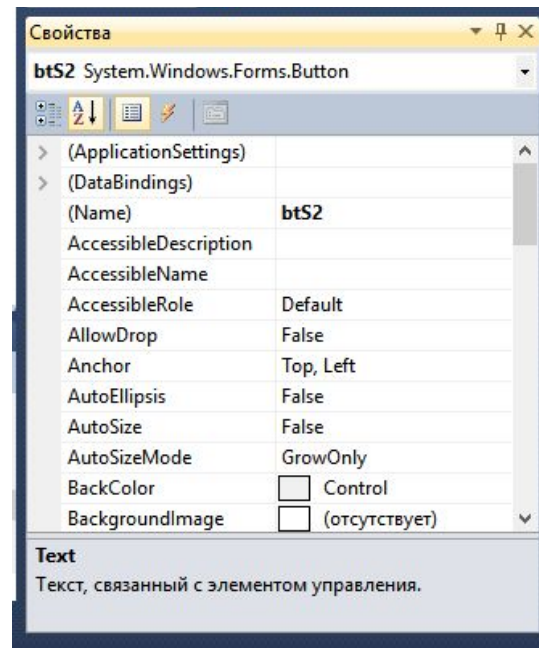 Свойства
btS2 System.Windows.Forms.Button
(ApplicationSettings)
(DataBindings)
(Name) btS2
AccessibleDescription
AccessibleName
AccessibleRole Default
AllowDrop False
Anchor Top, Left
AutoEllipsis False
AutoSize False
AutoSizeMode GrowOnly
BackColor Control
BackgroundImage (отсутствует)
Text
Текст, связанный с элементом управления.